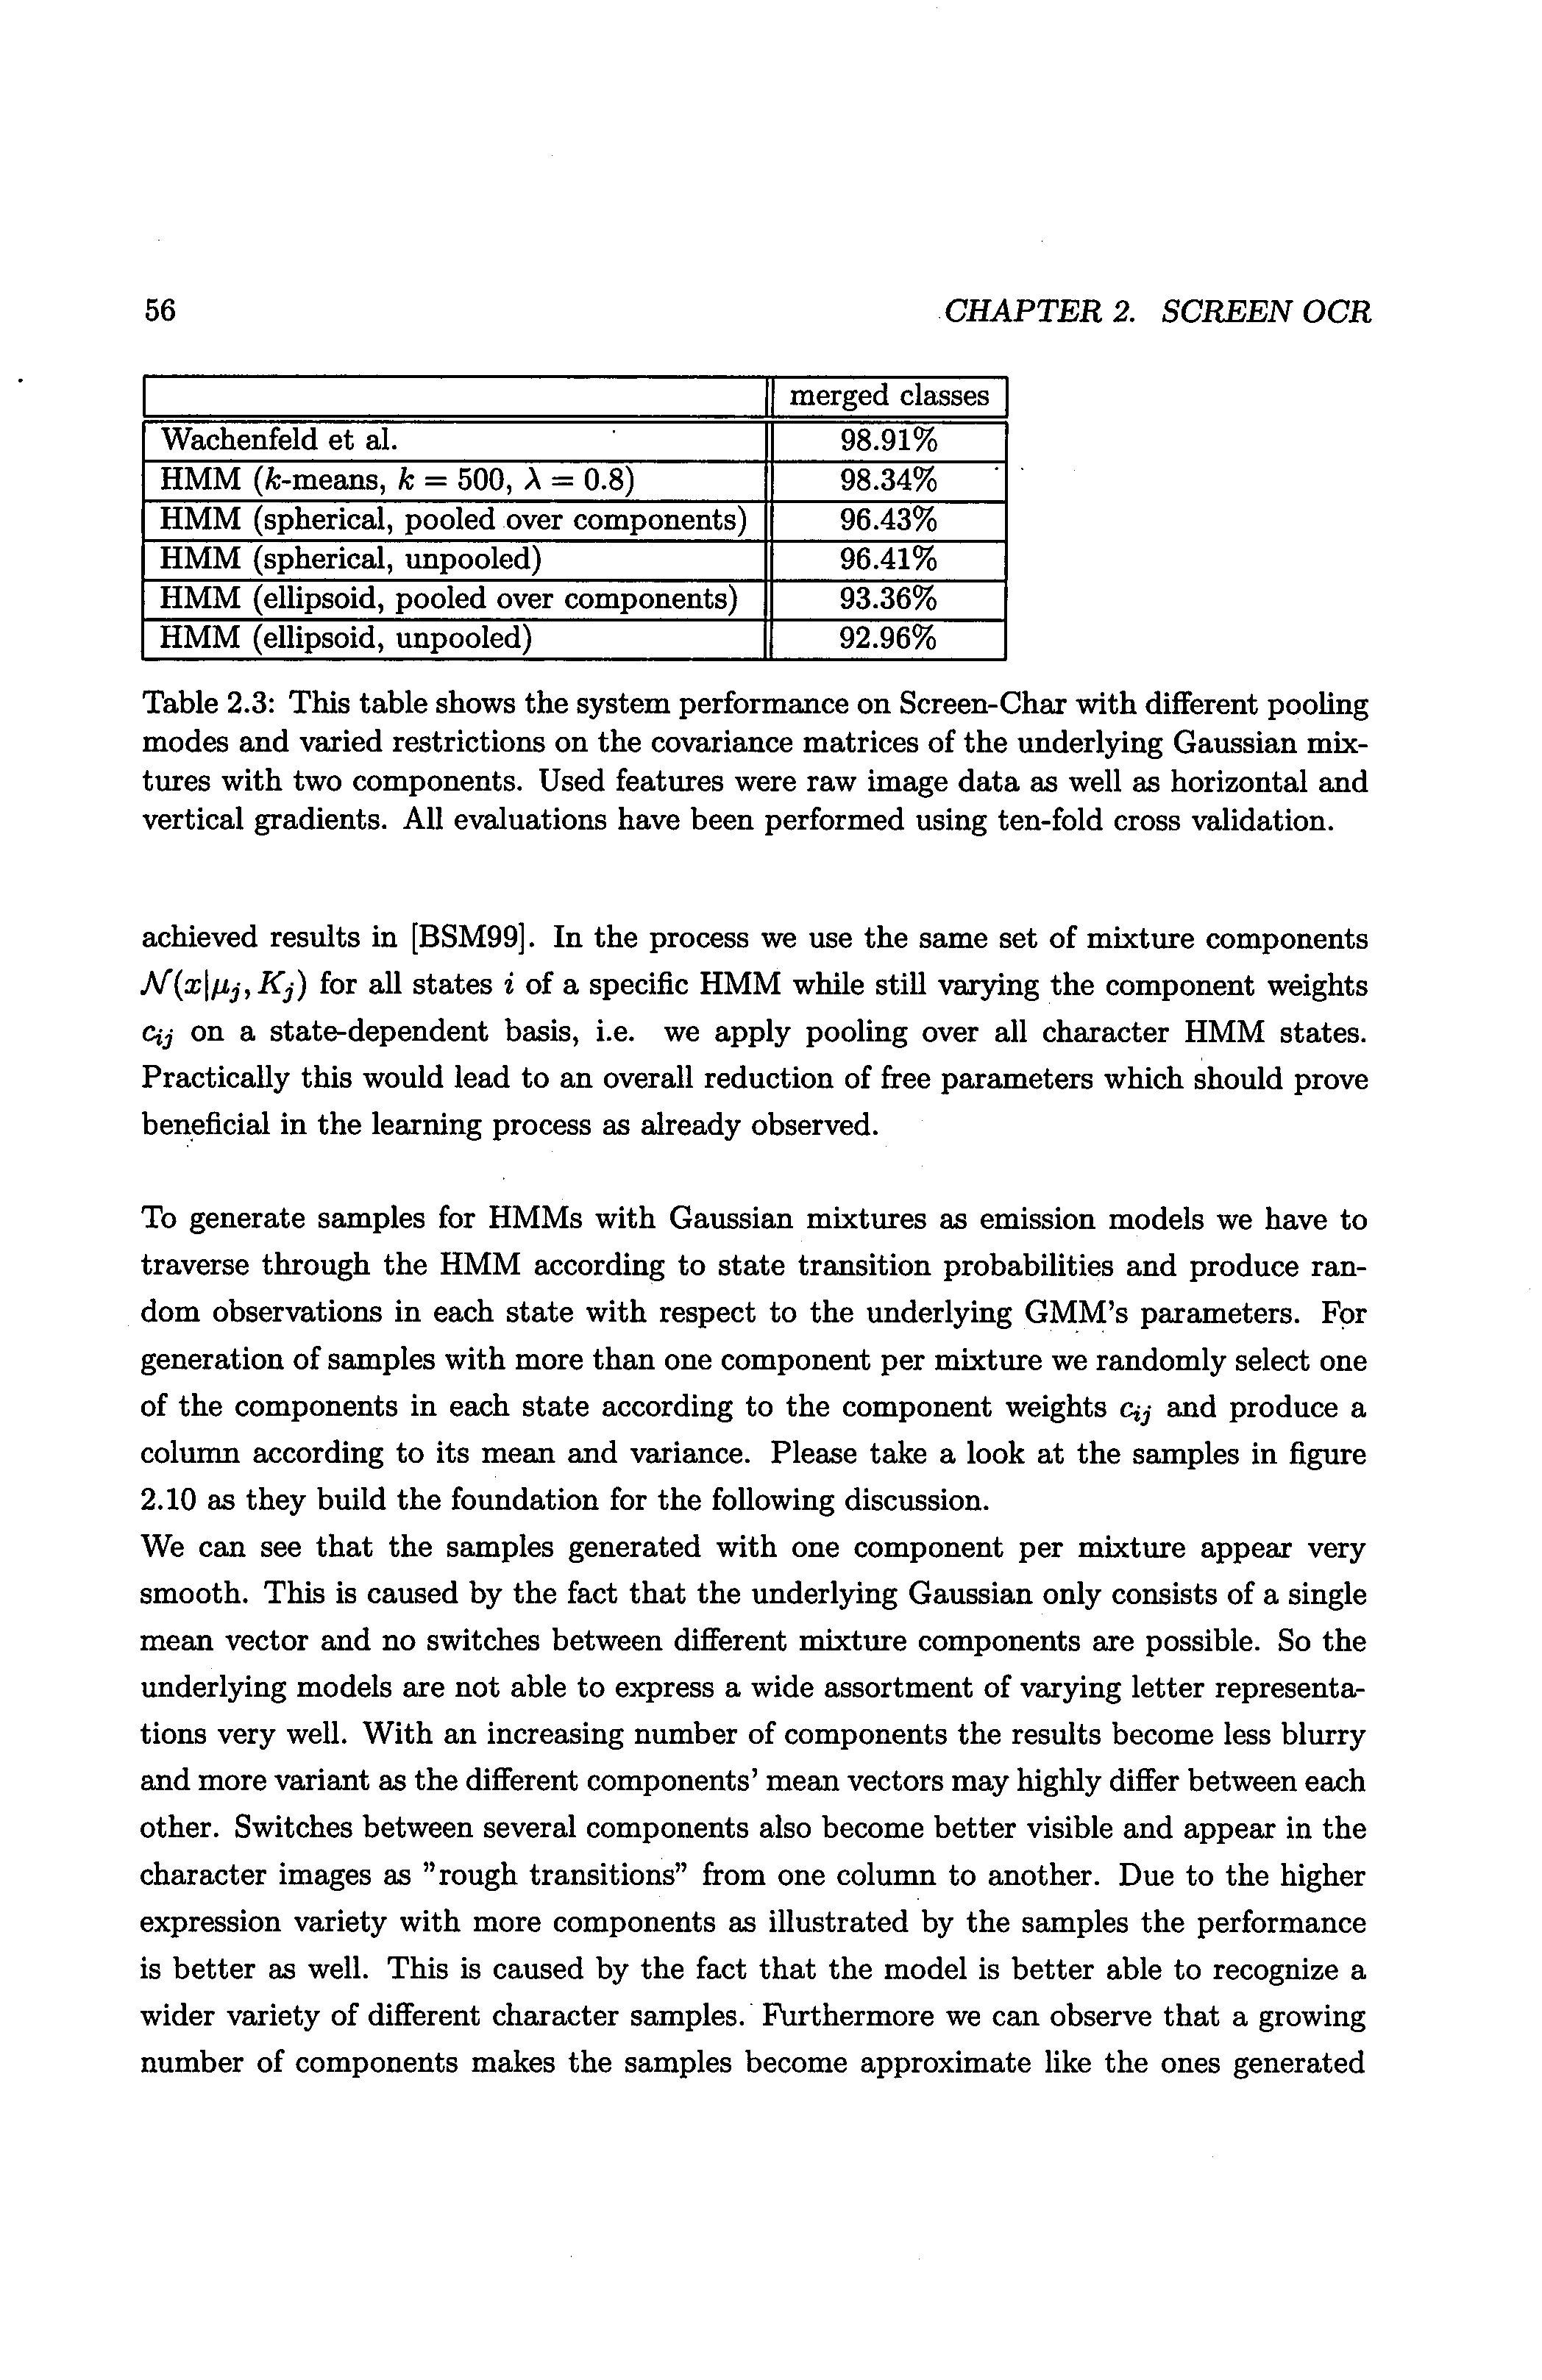 56 CHAPTER 2. SCREEN OCR
merged classes
Wachenfeld et al. 98.91%
HMM (k-means, k = 500, λ = 0.8) 98.34%
HMM (spherical, pooled over components) 96.43%
HMM (spherical, unpooled) 96.41%
HMM (ellipsoid, pooled over components) 93.36%
HMM (ellipsoid, unpooled) 92.96%
Table 2.3: This table shows the system performance on Screen-Char with different pooling
modes and varied restrictions on the covariance matrices of the underlying Gaussian mix-
tures with two components. Used features were raw image data as well as horizontal and
vertical gradients. All evaluations have been performed using ten-fold cross validation.
achieved results in [BSM99]. In the process we use the same set of mixture components
𝒩(x|μj, Kj) for all states i of a specific HMM while still varying the component weights
cij on a state-dependent basis, i.e. we apply pooling over all character HMM states.
Practically this would lead to an overall reduction of free parameters which should prove
beneficial in the learning process as already observed.
To generate samples for HMMs with Gaussian mixtures as emission models we have to
traverse through the HMM according to state transition probabilities and produce ran-
dom observations in each state with respect to the underlying GMM's parameters. For
generation of samples with more than one component per mixture we randomly select one
of the components in each state according to the component weights cij and produce a
column according to its mean and variance. Please take a look at the samples in figure
2.10 as they build the foundation for the following discussion.
We can see that the samples generated with one component per mixture appear very
smooth. This is caused by the fact that the underlying Gaussian only consists of a single
mean vector and no switches between different mixture components are possible. So the
underlying models are not able to express a wide assortment of varying letter representa-
tions very well. With an increasing number of components the results become less blurry
and more variant as the different components' mean vectors may highly differ between each
other. Switches between several components also become better visible and appear in the
character images as "rough transitions" from one column to another. Due to the higher
expression variety with more components as illustrated by the samples the performance
is better as well. This is caused by the fact that the model is better able to recognize a
wider variety of different character samples. Furthermore we can observe that a growing
number of components makes the samples become approximate like the ones generated